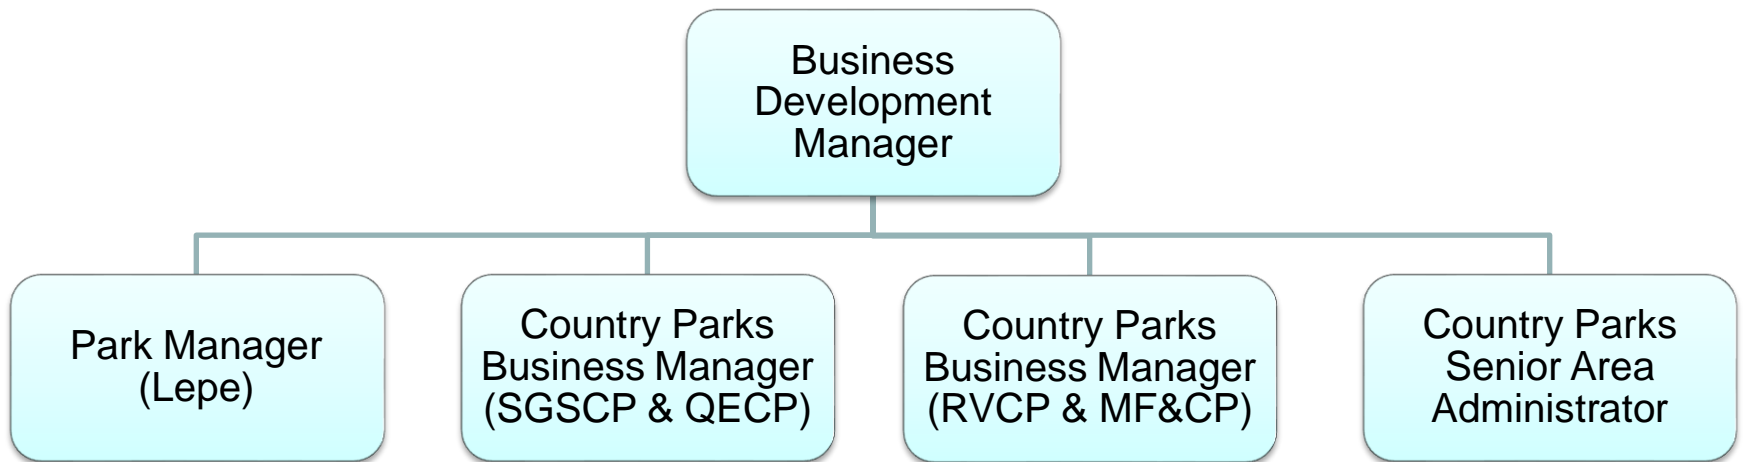 Business
Development
Manager
Park Manager
(Lepe)
Country Parks
Business Manager
(SGSCP & QECP)
Country Parks
Business Manager
(RVCP & MF&CP)
Country Parks
Senior Area
Administrator